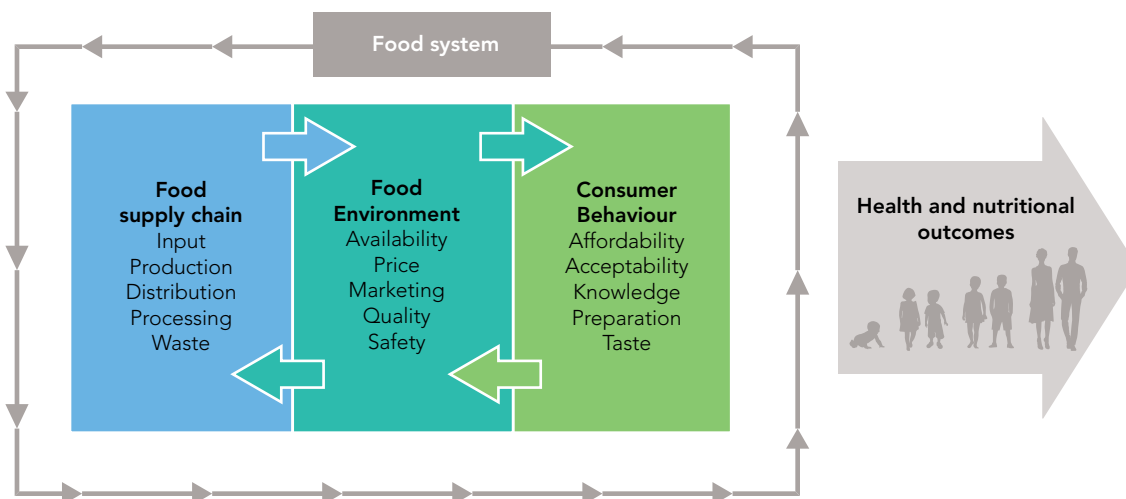 Food system
Food
supply chain
Input
Production
Distribution
Processing
Waste
Food
Environment
Availability
Price
Marketing
Quality
Safety
Consumer
Behaviour
Affordability
Acceptability
Knowledge
Preparation
Taste
Health and nutritional
outcomes